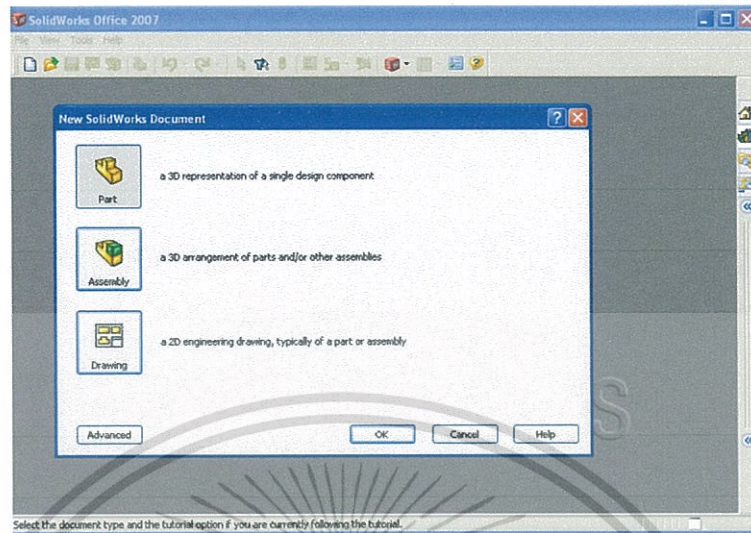 SolidWorks Office 2007
File View Tools Help
New SolidWorks Document
Part
a 3D representation of a single design component
Assembly
a 3D arrangement of parts and/or other assemblies
Drawing
a 2D engineering drawing, typically of a part or assembly
Advanced
OK
Cancel
Help
Select the document type and the tutorial option if you are currently following the tutorial.